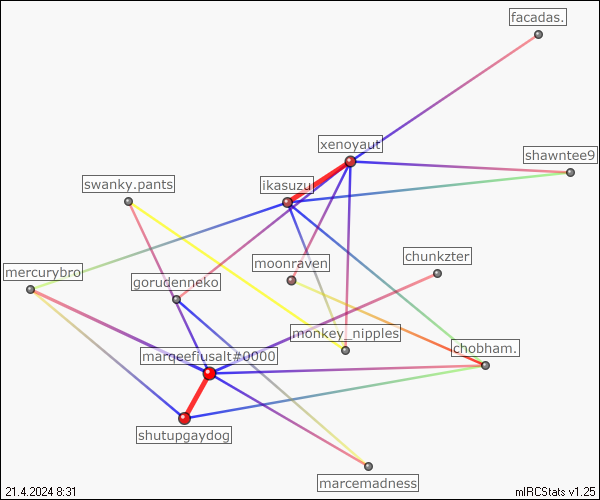 facadas.
xenoyaut
shawntee9
swanky.pants
ikasuzu
moonraven
chunkzter
mercurybro
gorudenneko
monkey_nipples
marqeefiusalt#0000
chobham.
shutupgaydog
marcemadness
21.4.2024 8:31
mIRCStats v1.25